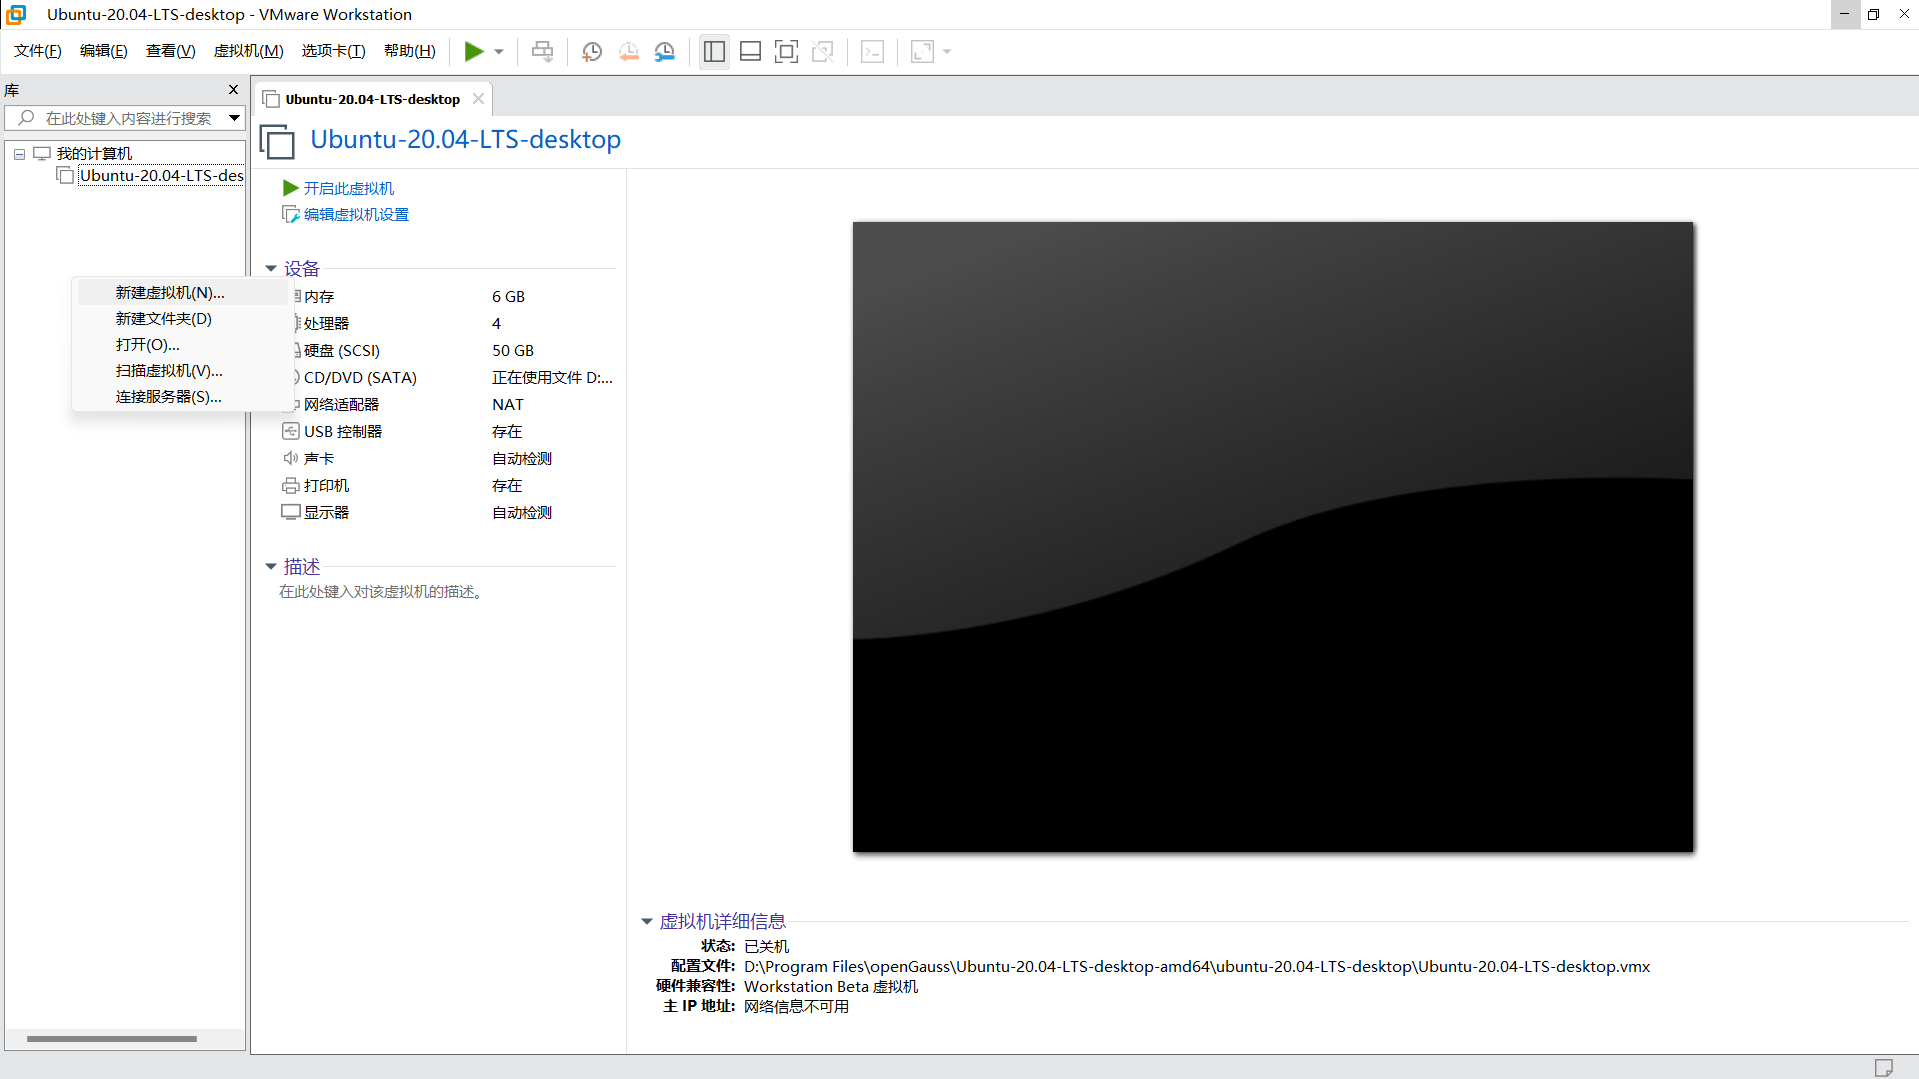 Ubuntu-20.04-LTS-desktop - VMware Workstation
文件(F) 编辑(E) 查看(V) 虚拟机(M) 选项卡(T) 帮助(H)
库
在此处键入内容进行搜索
我的计算机
Ubuntu-20.04-LTS-des
新建虚拟机(N)...
新建文件夹(D)
打开(O)...
扫描虚拟机(V)...
连接服务器(S)...
Ubuntu-20.04-LTS-desktop
Ubuntu-20.04-LTS-desktop
开启此虚拟机
编辑虚拟机设置
设备
内存 6 GB
处理器 4
硬盘 (SCSI) 50 GB
CD/DVD (SATA) 正在使用文件 D:...
网络适配器 NAT
USB 控制器 存在
声卡 自动检测
打印机 存在
显示器 自动检测
描述
在此处键入对该虚拟机的描述。
虚拟机详细信息
状态: 已关机
配置文件: D:\Program Files\openGauss\Ubuntu-20.04-LTS-desktop-amd64\ubuntu-20.04-LTS-desktop\Ubuntu-20.04-LTS-desktop.vmx
硬件兼容性: Workstation Beta 虚拟机
主 IP 地址: 网络信息不可用